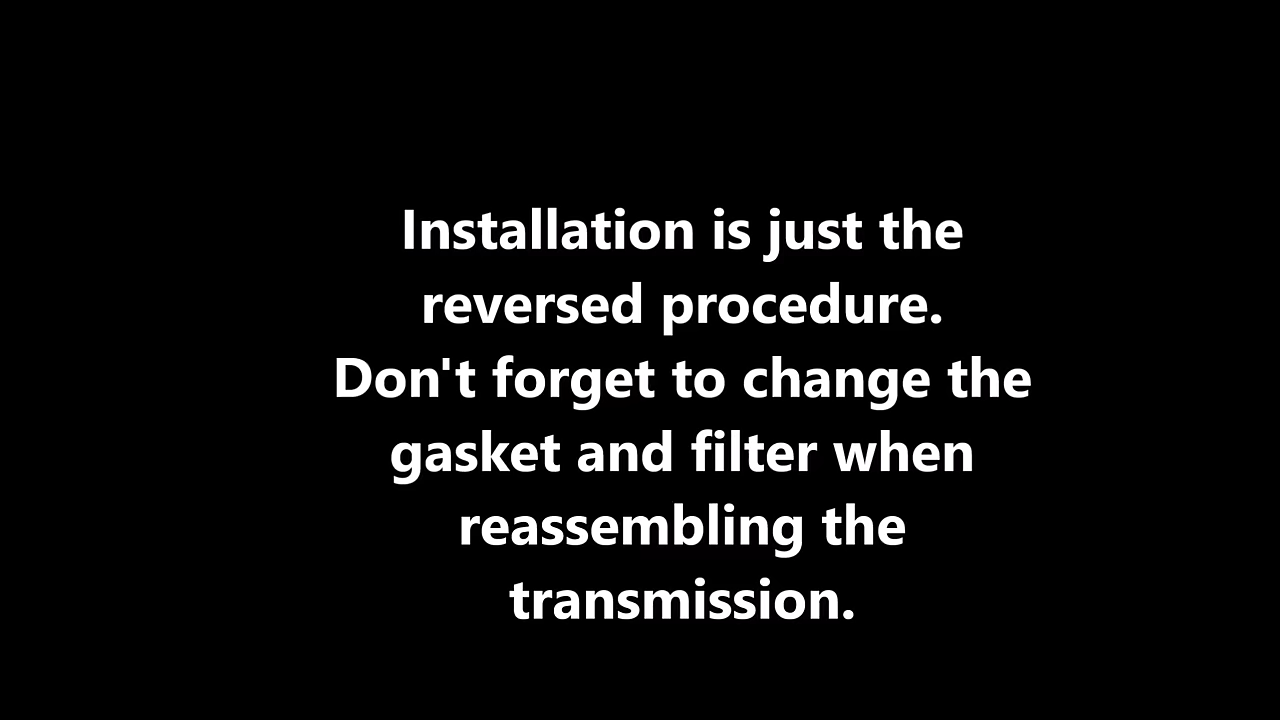 Installation is just the
reversed procedure.
Don't forget to change the
gasket and filter when
reassembling the
transmission.